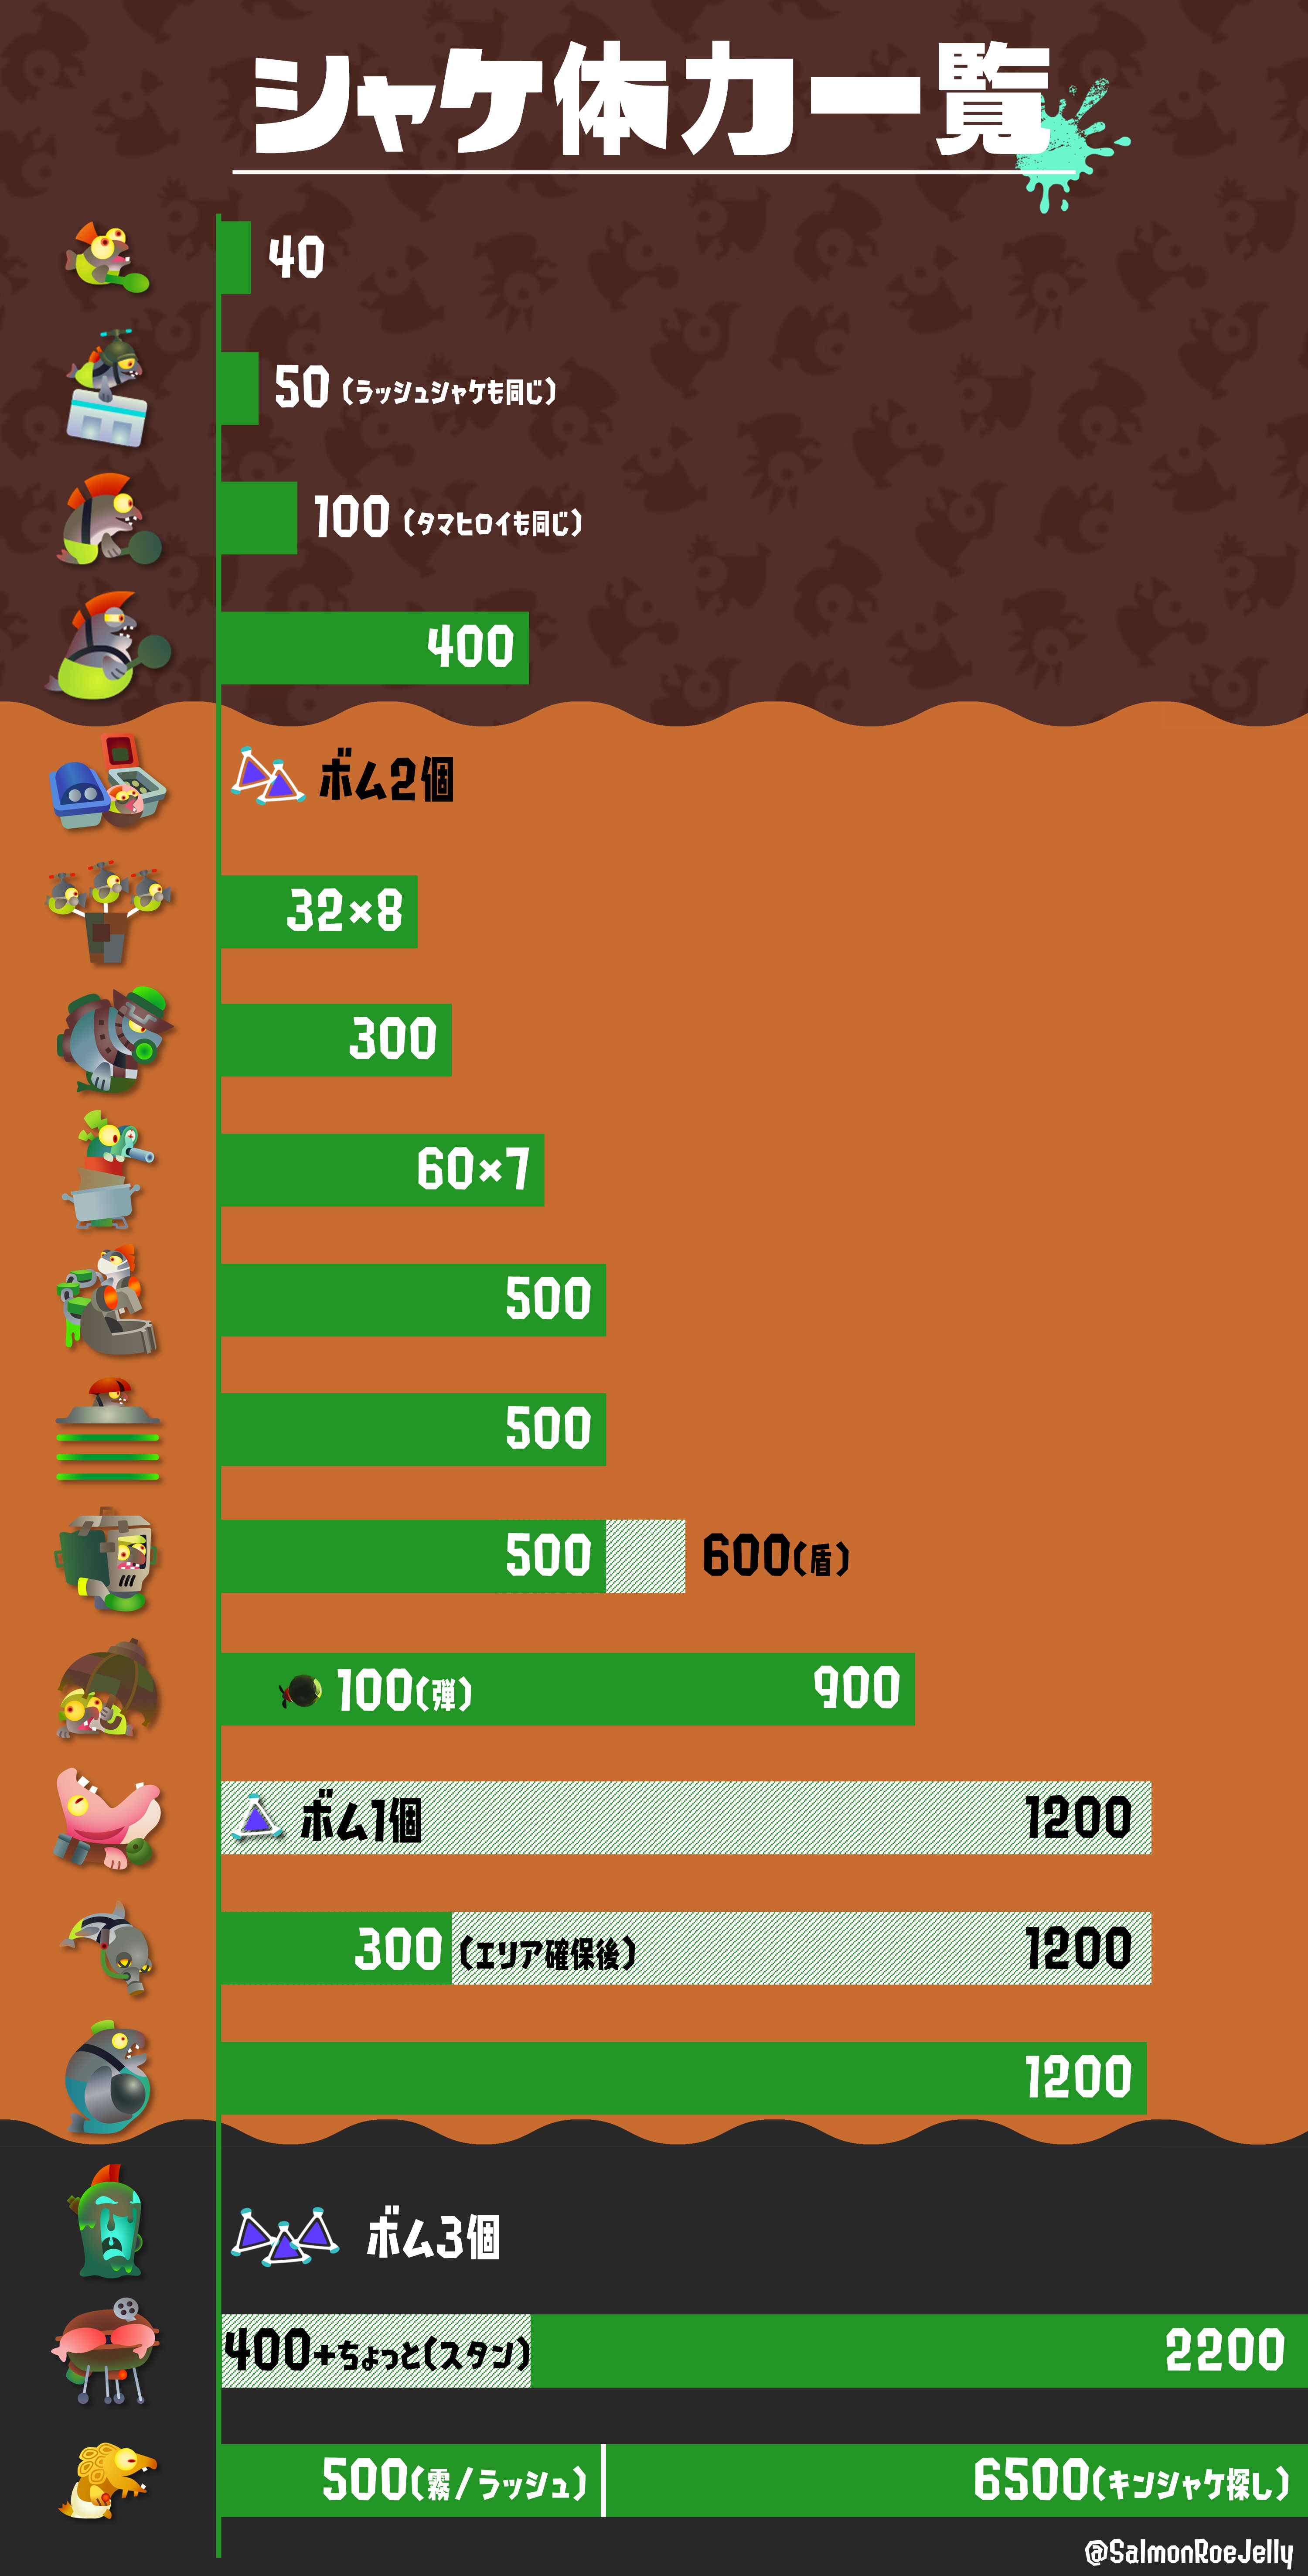 シャケ体力一覧
40
50 (ラッシュシャケも同じ)
100 (タマヒロイも同じ)
400
ボム2個
32×8
300
60×7
500
500
500 600(盾)
100(弾) 900
ボム1個 1200
300 (エリア確保後) 1200
1200
ボム3個
400+ちょっと(スタン) 2200
500(霧/ラッシュ) 6500(キンシャケ探し)
@SalmonRoeJelly